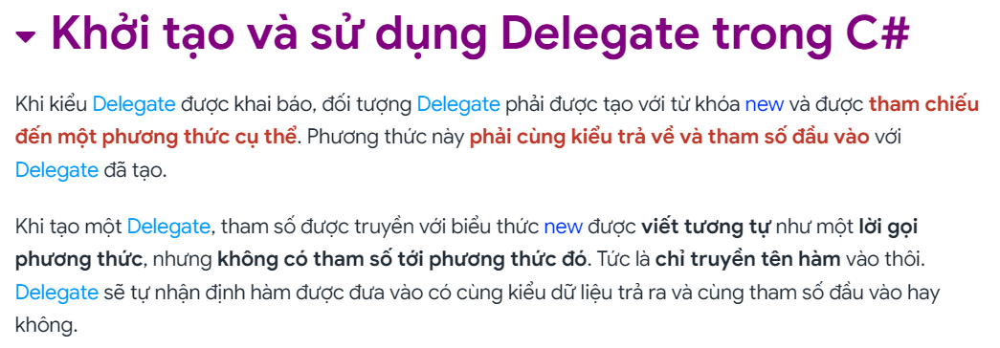 Khởi tạo và sử dụng Delegate trong C#
Khi kiểu Delegate được khai báo, đối tượng Delegate phải được tạo với từ khóa new và được tham chiếu
đến một phương thức cụ thể. Phương thức này phải cùng kiểu trả về và tham số đầu vào với
Delegate đã tạo.
Khi tạo một Delegate, tham số được truyền với biểu thức new được viết tương tự như một lời gọi
phương thức, nhưng không có tham số tới phương thức đó. Tức là chỉ truyền tên hàm vào thôi.
Delegate sẽ tự nhận định hàm được đưa vào có cùng kiểu dữ liệu trả ra và cùng tham số đầu vào hay
không.